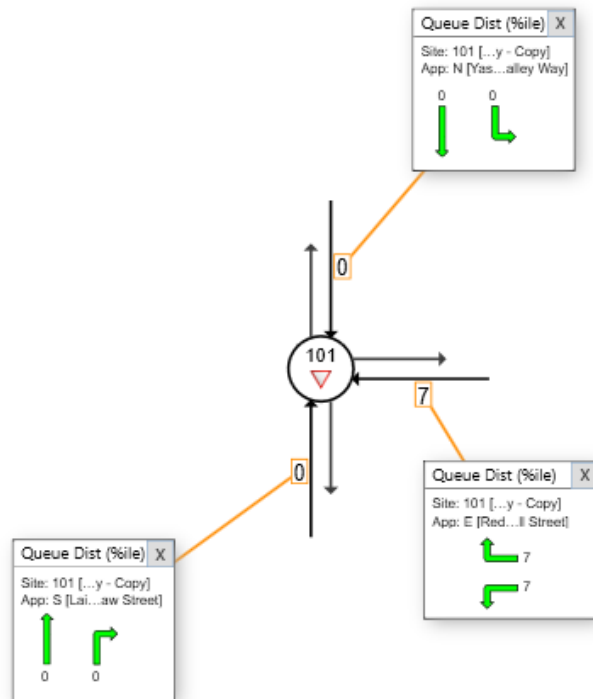 Queue Dist (%ile) X
Site: 101 […y - Copy]
App: N [Yas…alley Way]
0 0
0
101
7
0
Queue Dist (%ile) X
Site: 101 […y - Copy]
App: E [Red…ll Street]
7
7
Queue Dist (%ile) X
Site: 101 […y - Copy]
App: S [Lai…aw Street]
0 0